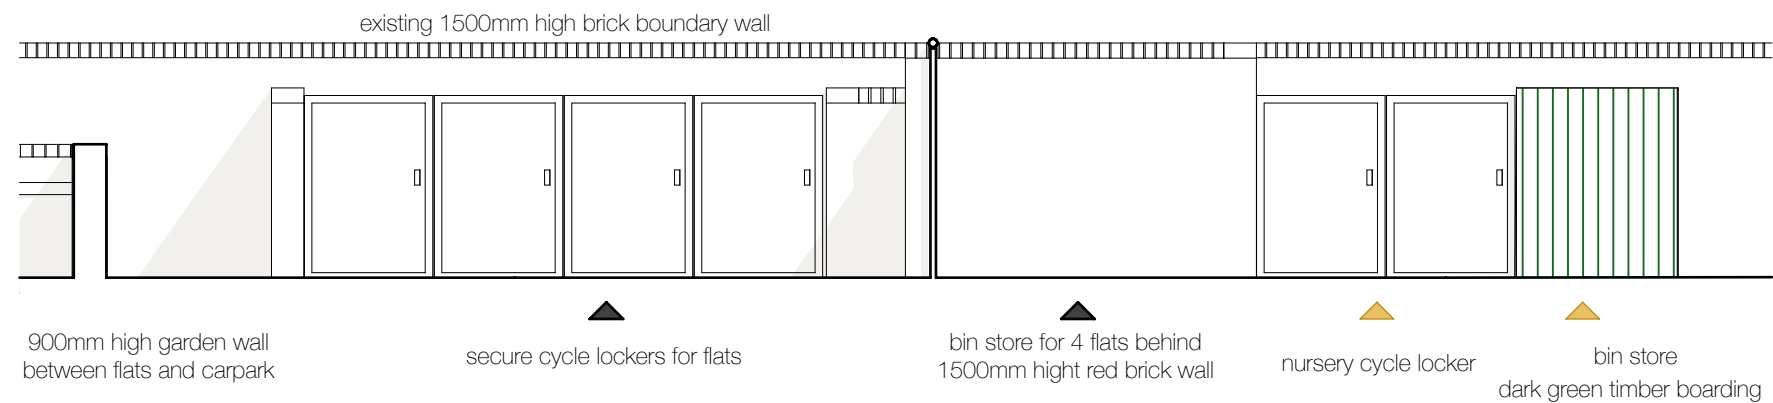 existing 1500mm high brick boundary wall
900mm high garden wall
between flats and carpark
secure cycle lockers for flats
bin store for 4 flats behind
1500mm hight red brick wall
nursery cycle locker
bin store
dark green timber boarding